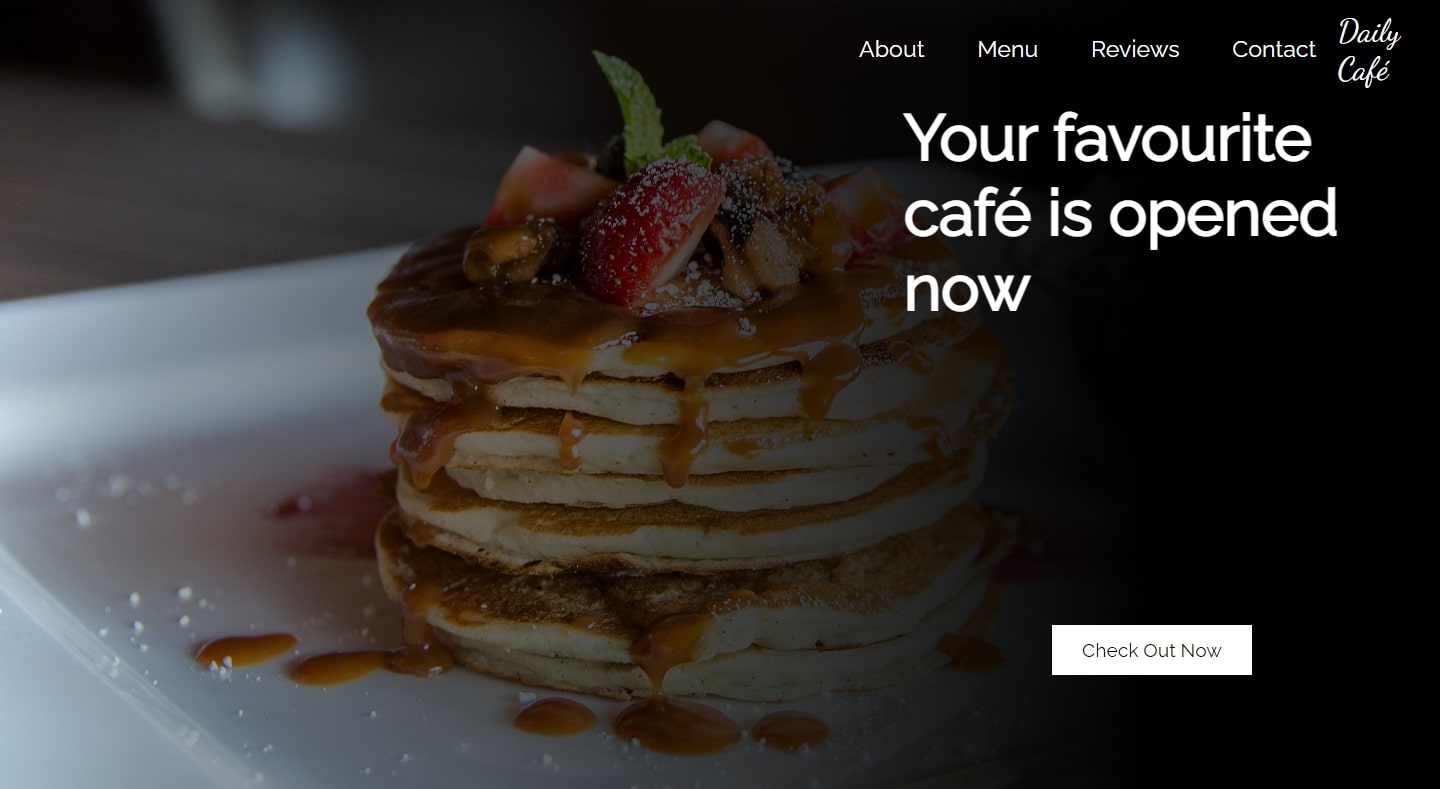 About Menu Reviews Contact
Daily
Café
Your favourite
café is opened
now
Check Out Now